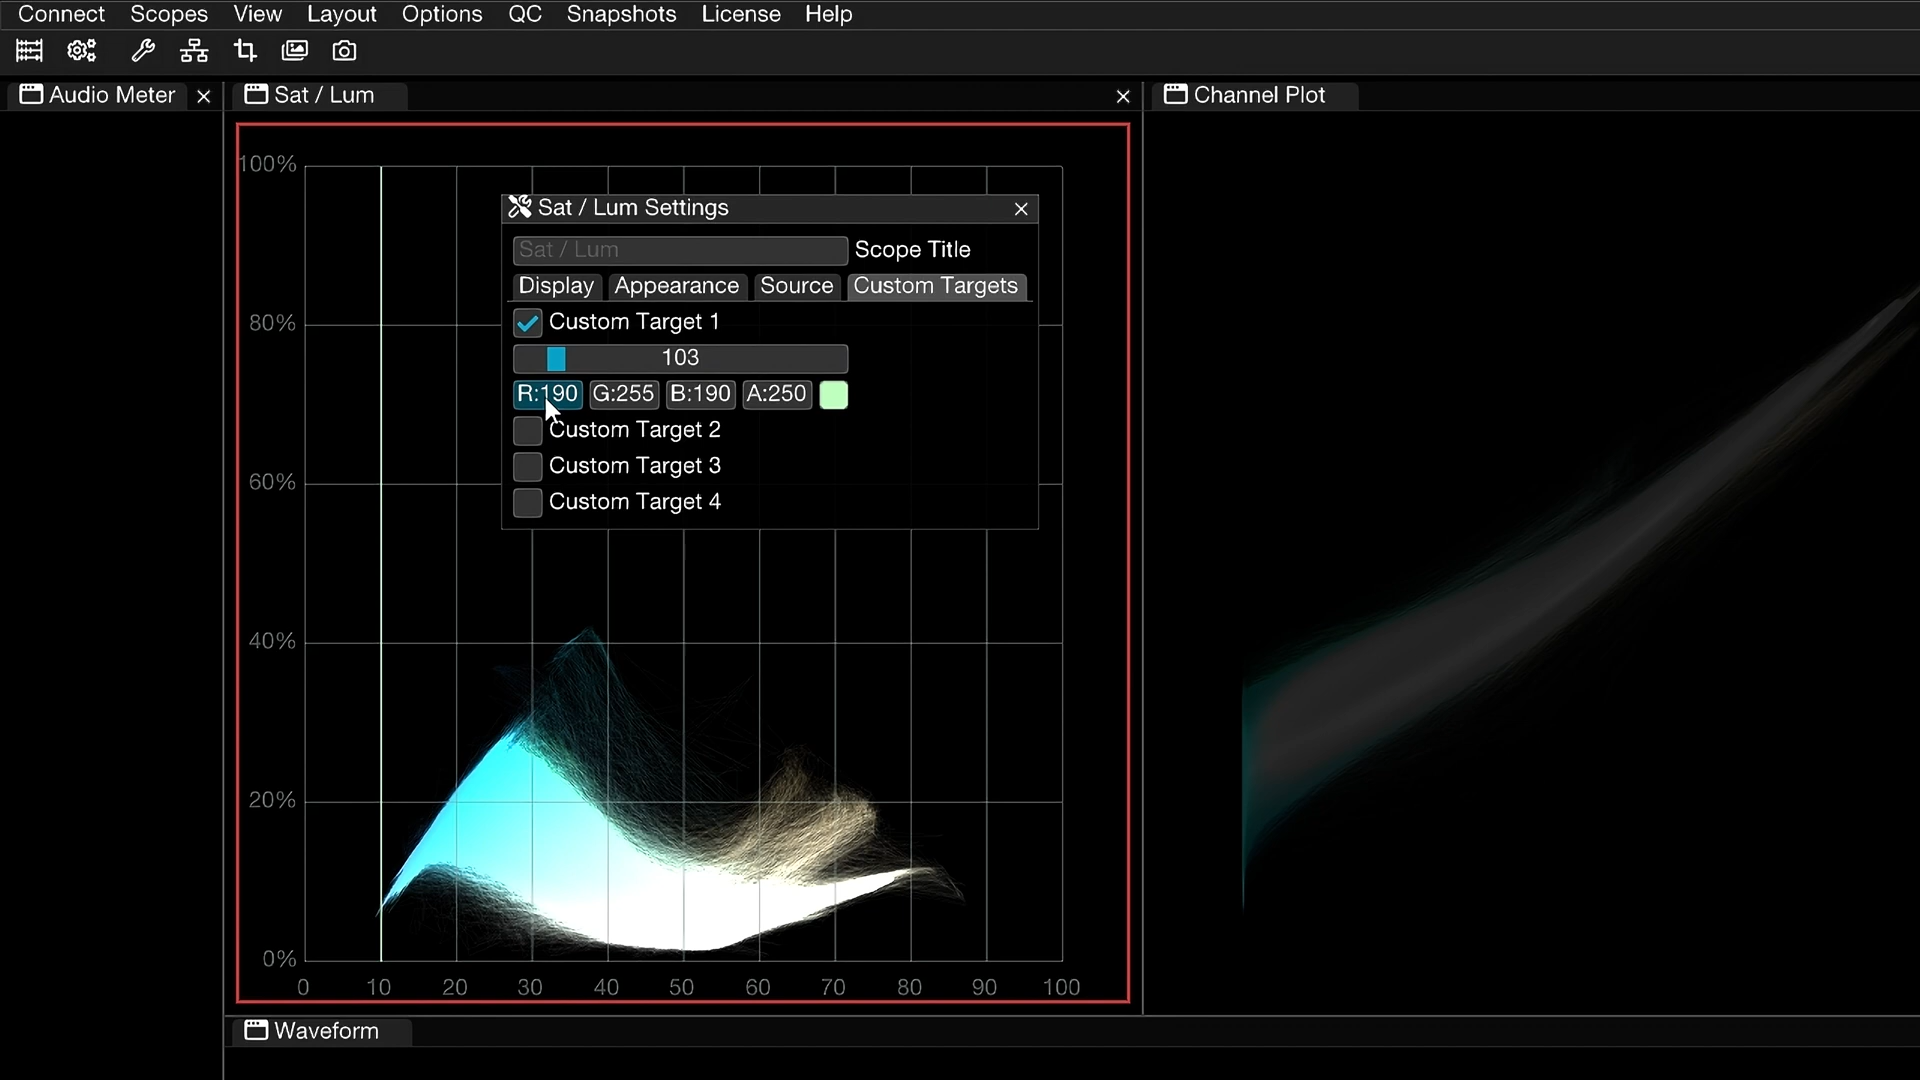 Connect Scopes View Layout Options QC Snapshots License Help
Audio Meter
Sat / Lum
Channel Plot
100%
80%
60%
40%
20%
0%
0 10 20 30 40 50 60 70 80 90 100
Sat / Lum Settings
Sat / Lum Scope Title
Display Appearance Source Custom Targets
Custom Target 1
103
R:190 G:255 B:190 A:250
Custom Target 2
Custom Target 3
Custom Target 4
Waveform